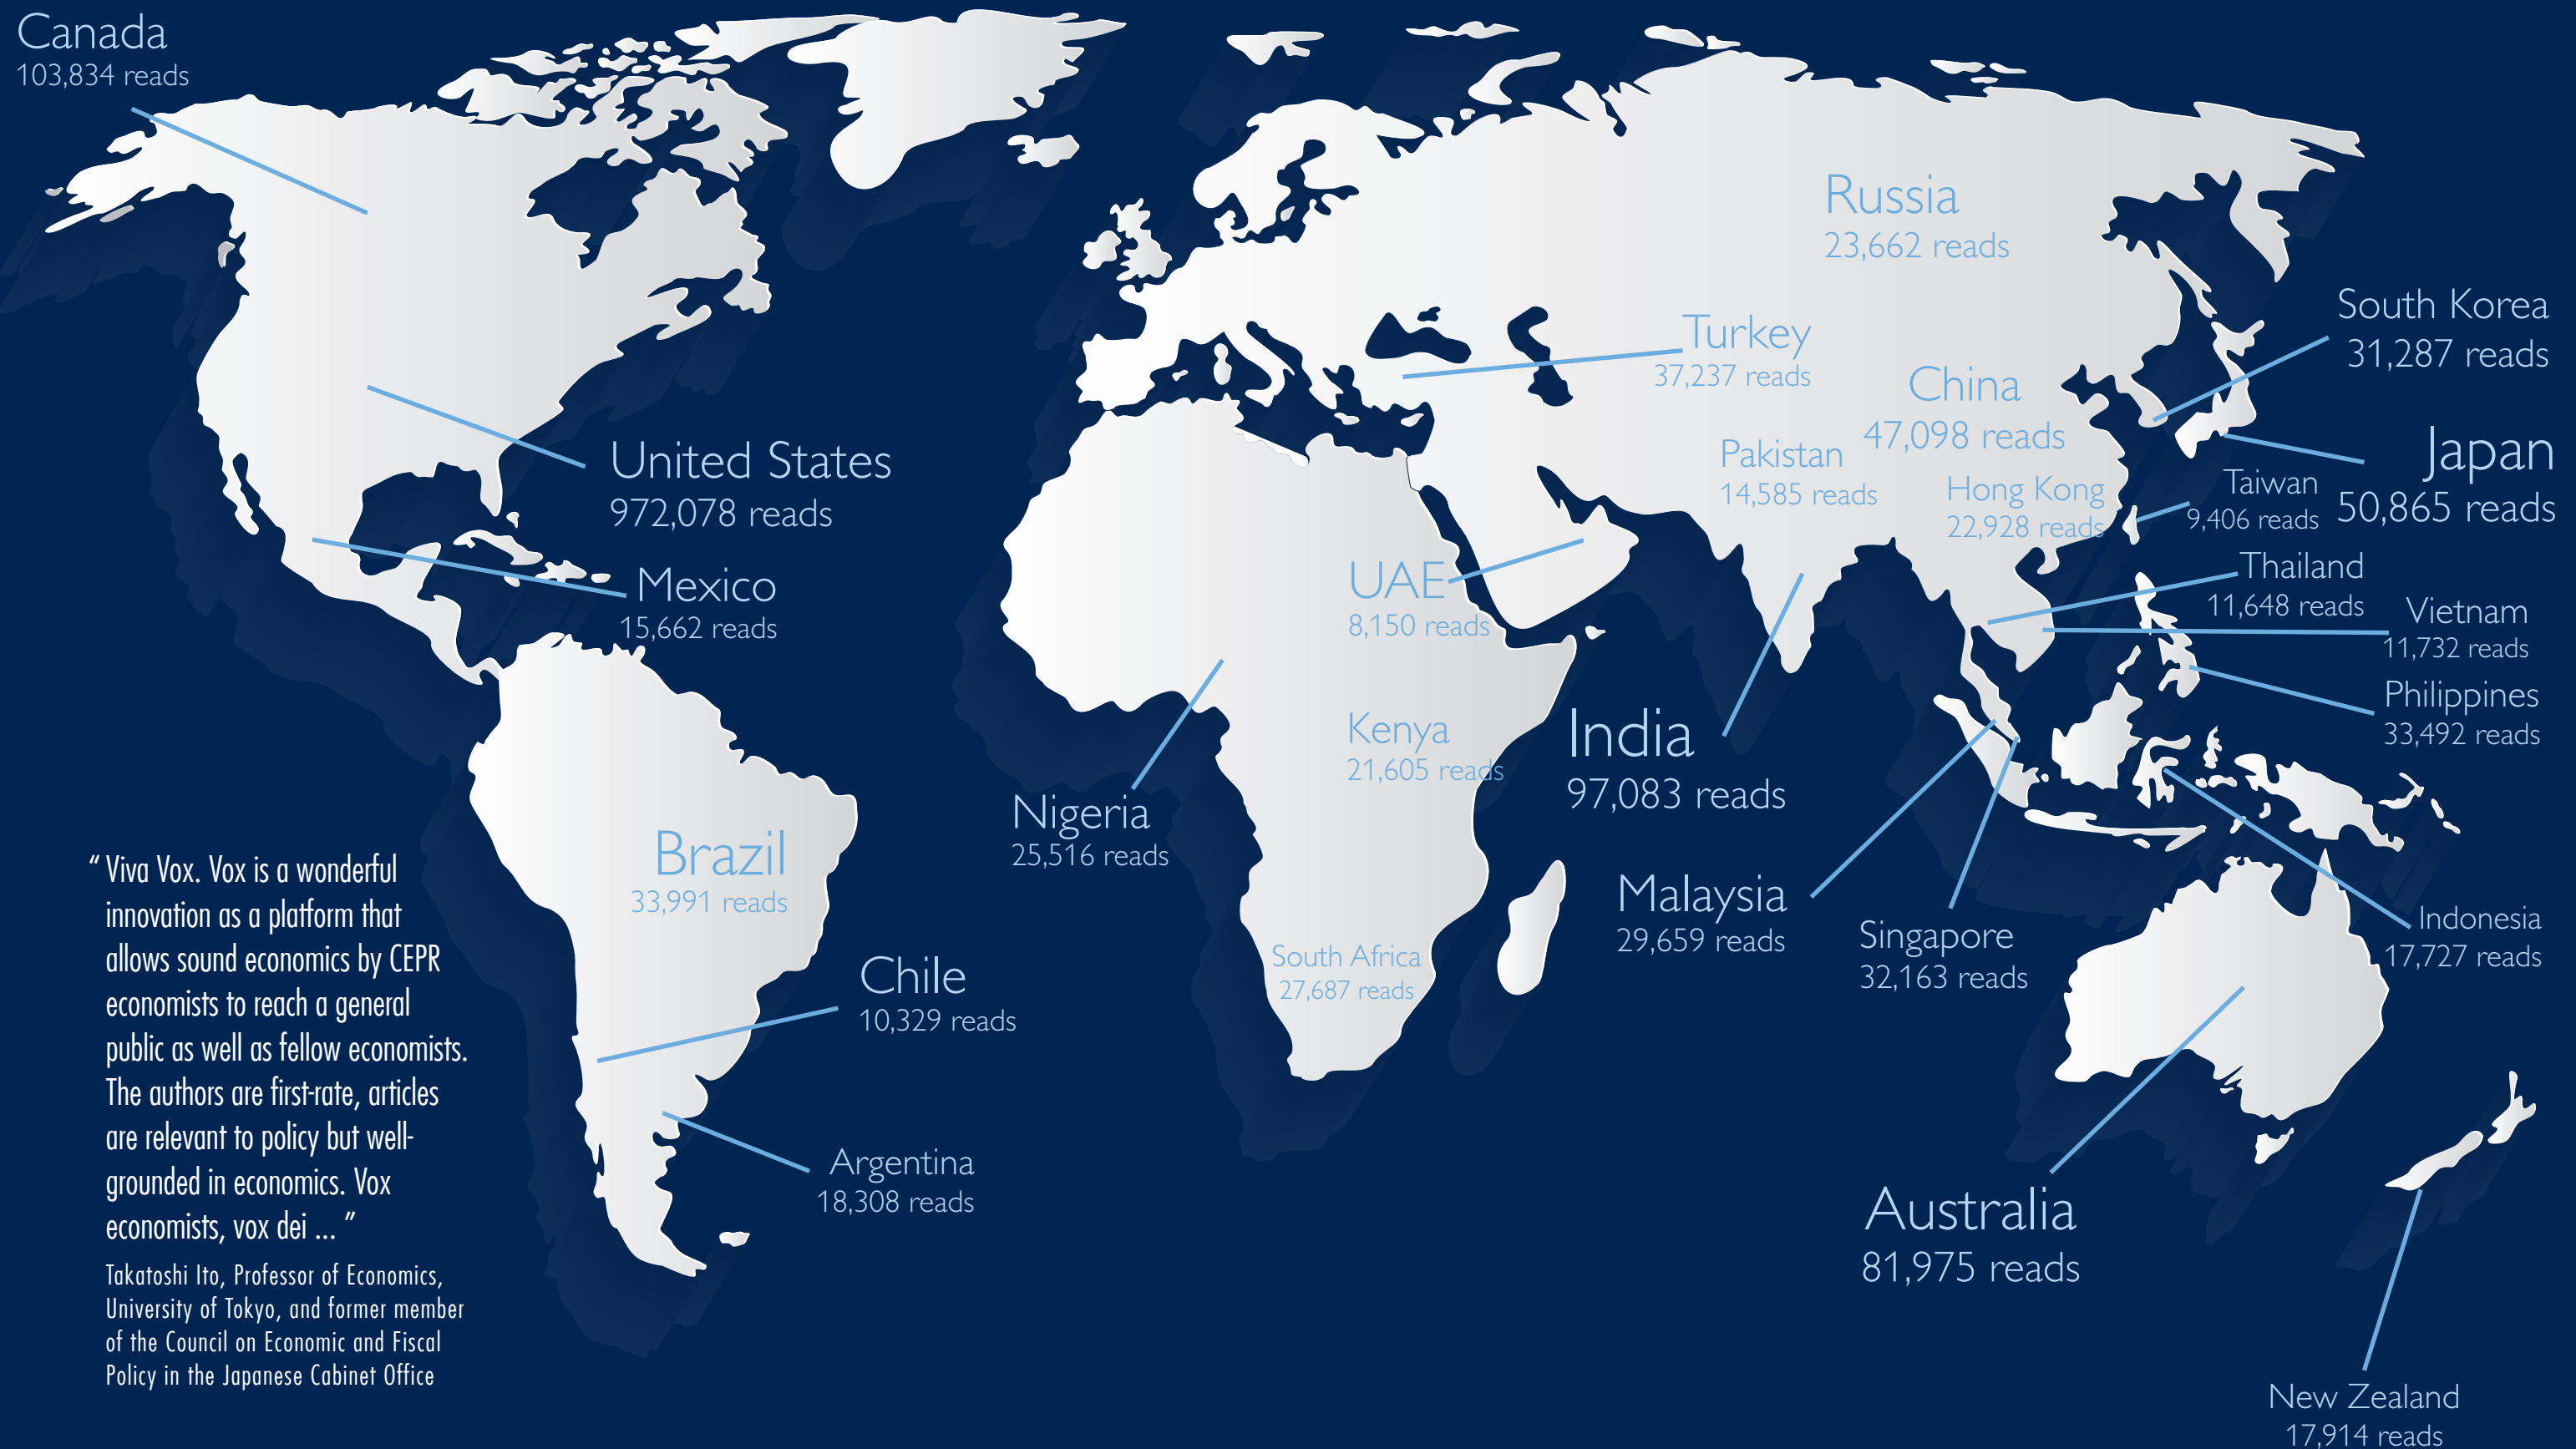 Canada
103,834 reads
Russia
23,662 reads
South Korea
31,287 reads
Turkey
37,237 reads
China
47,098 reads
United States
972,078 reads
Pakistan
14,585 reads
Japan
50,865 reads
Hong Kong
22,928 reads
Taiwan
9,406 reads
Mexico
15,662 reads
UAE
8,150 reads
Thailand
11,648 reads
Vietnam
11,732 reads
Philippines
33,492 reads
Kenya
21,605 reads
India
97,083 reads
Nigeria
25,516 reads
Brazil
33,991 reads
Malaysia
29,659 reads
Singapore
32,163 reads
Indonesia
17,727 reads
South Africa
27,687 reads
Chile
10,329 reads
Argentina
18,308 reads
Australia
81,975 reads
New Zealand
17,914 reads
“ Viva Vox. Vox is a wonderful
innovation as a platform that
allows sound economics by CEPR
economists to reach a general
public as well as fellow economists.
The authors are first-rate, articles
are relevant to policy but well-
grounded in economics. Vox
economists, vox dei ... ”
Takatoshi Ito, Professor of Economics,
University of Tokyo, and former member
of the Council on Economic and Fiscal
Policy in the Japanese Cabinet Office